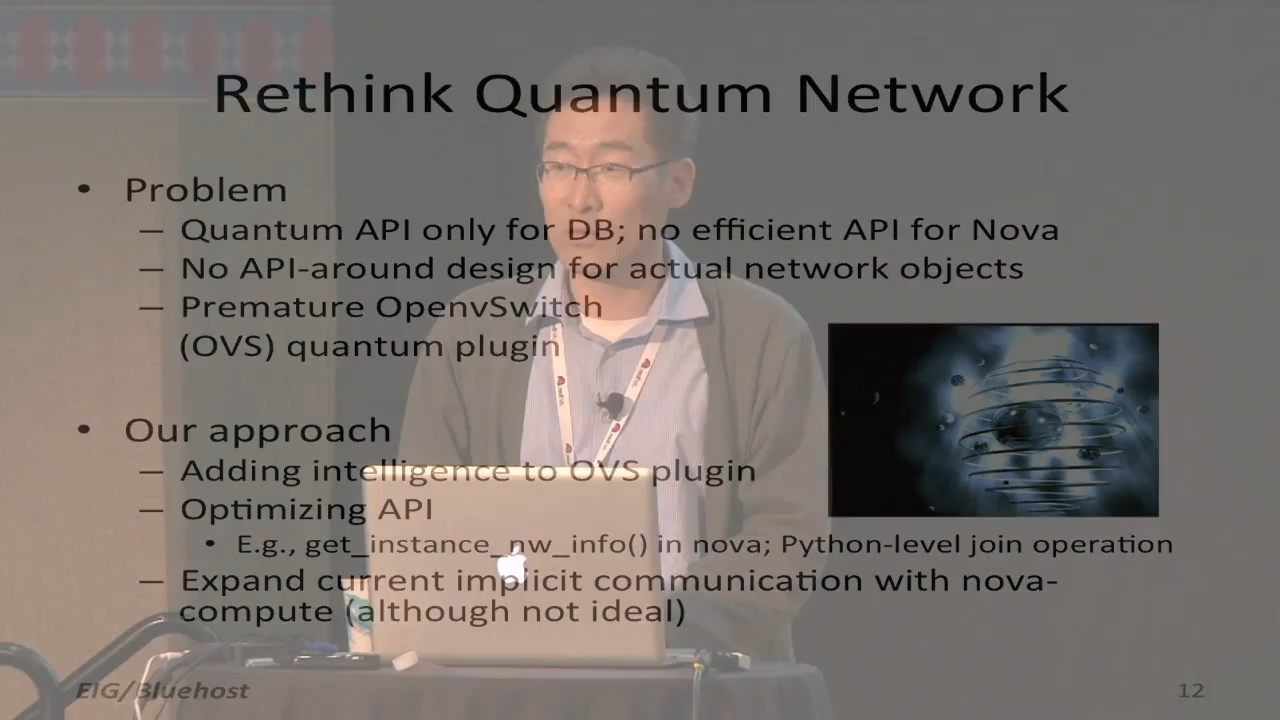 Rethink Quantum Network
• Problem
– Quantum API only for DB; no efficient API for Nova
– No API-around design for actual network objects
– Premature OpenvSwitch
(OVS) quantum plugin
• Our approach
– Adding intelligence to OVS plugin
– Optimizing API
• E.g., get_instance_nw_info() in nova; Python-level join operation
– Expand current implicit communication with nova-
compute (although not ideal)
EIG/Bluehost
12